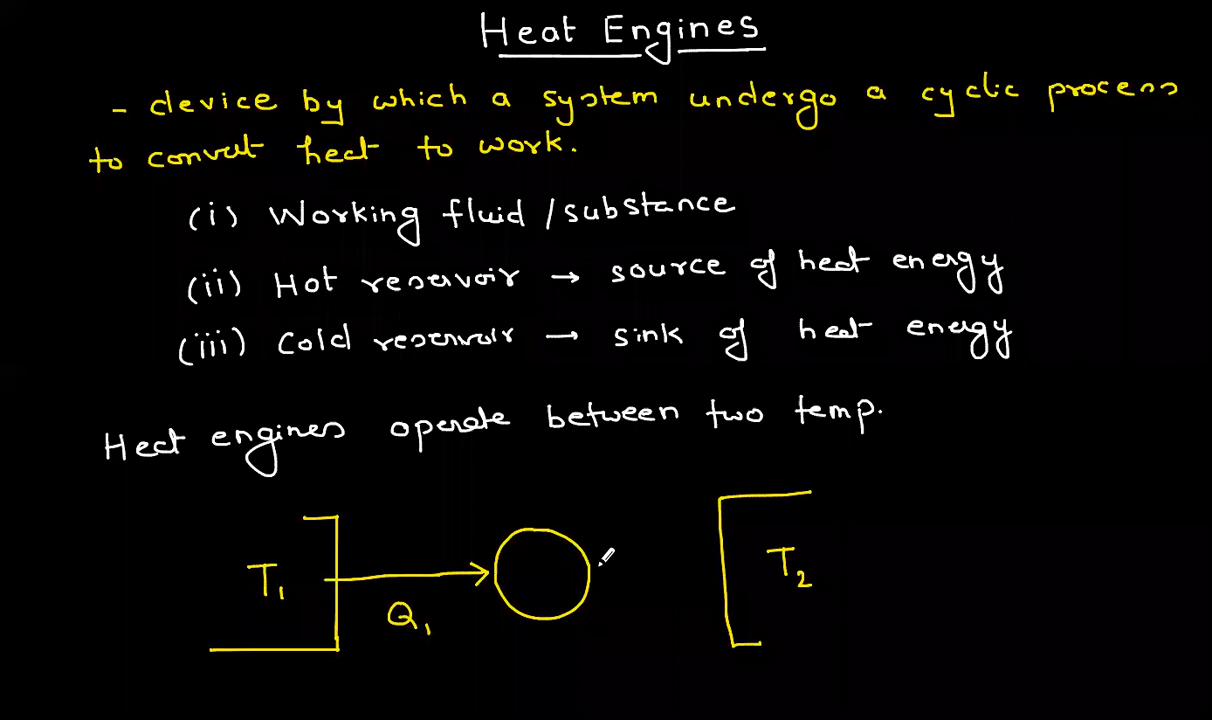 Heat Engines
- device by which a system undergo a cyclic process
to convert heat to work.
(i) Working fluid/substance
(ii) Hot reservoir → source of heat energy
(iii) Cold reservoir → sink of heat energy
Heat engines operate between two temp.
T₁ Q₁ T₂